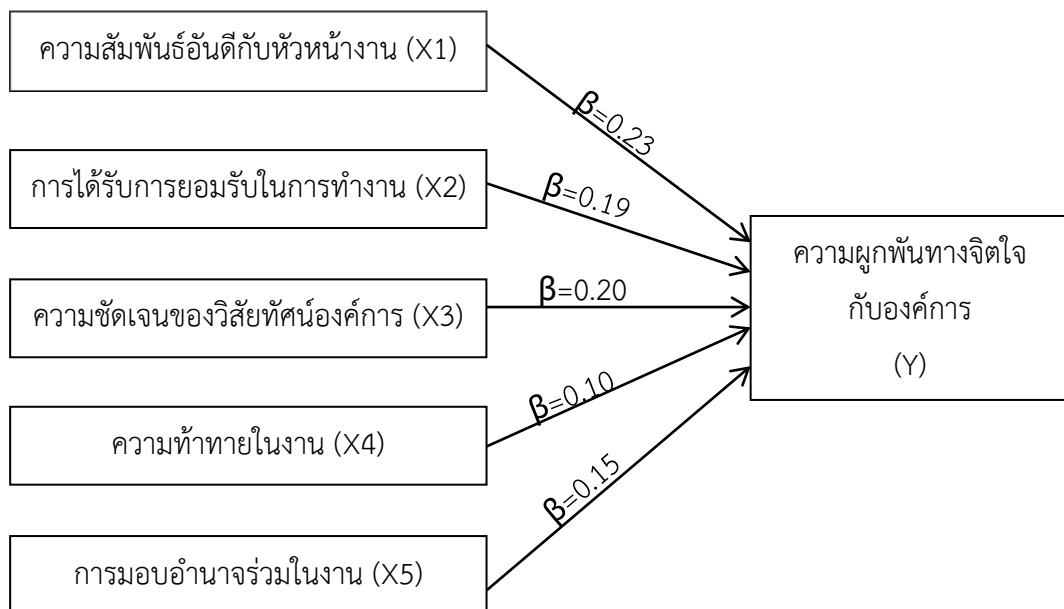 ความสัมพันธ์อันดีกับหัวหน้างาน (X1)
β=0.23
การได้รับการยอมรับในการทำงาน (X2)
β=0.19
ความชัดเจนของวิสัยทัศน์องค์การ (X3)
β=0.20
ความท้าทายในงาน (X4)
β=0.10
การมอบอำนาจร่วมในงาน (X5)
β=0.15
ความผูกพันทางจิตใจ
กับองค์การ
(Y)